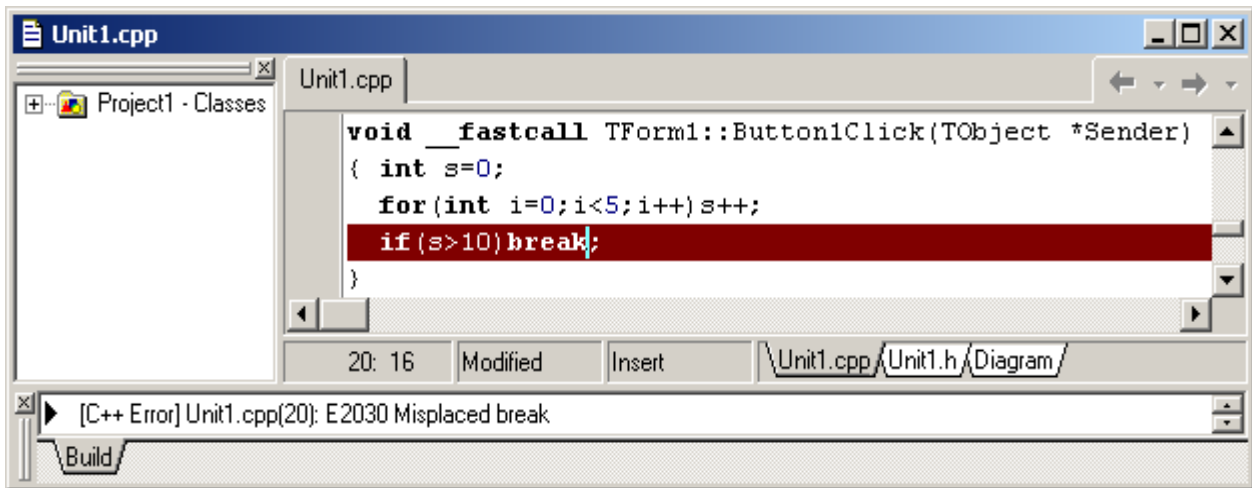 Unit1.cpp
Project1 - Classes
Unit1.cpp
void __fastcall TForm1::Button1Click(TObject *Sender)
{ int s=0;
for(int i=0;i<5;i++)s++;
if(s>10)break;
}
20: 16 Modified Insert Unit1.cpp Unit1.h Diagram
[C++ Error] Unit1.cpp(20): E2030 Misplaced break
Build